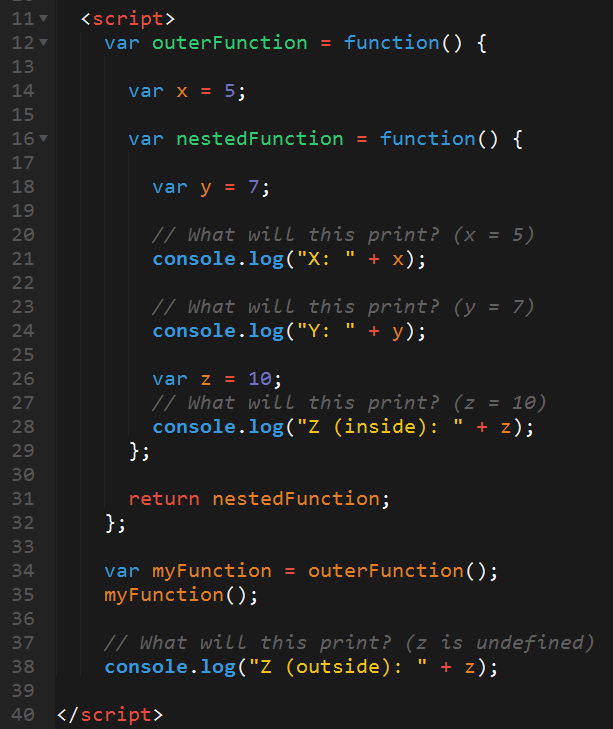 11 <script>
12 var outerFunction = function() {
13
14 var x = 5;
15
16 var nestedFunction = function() {
17
18 var y = 7;
19
20 // What will this print? (x = 5)
21 console.log("X: " + x);
22
23 // What will this print? (y = 7)
24 console.log("Y: " + y);
25
26 var z = 10;
27 // What will this print? (z = 10)
28 console.log("Z (inside): " + z);
29 };
30
31 return nestedFunction;
32 };
33
34 var myFunction = outerFunction();
35 myFunction();
36
37 // What will this print? (z is undefined)
38 console.log("Z (outside): " + z);
39
40 </script>